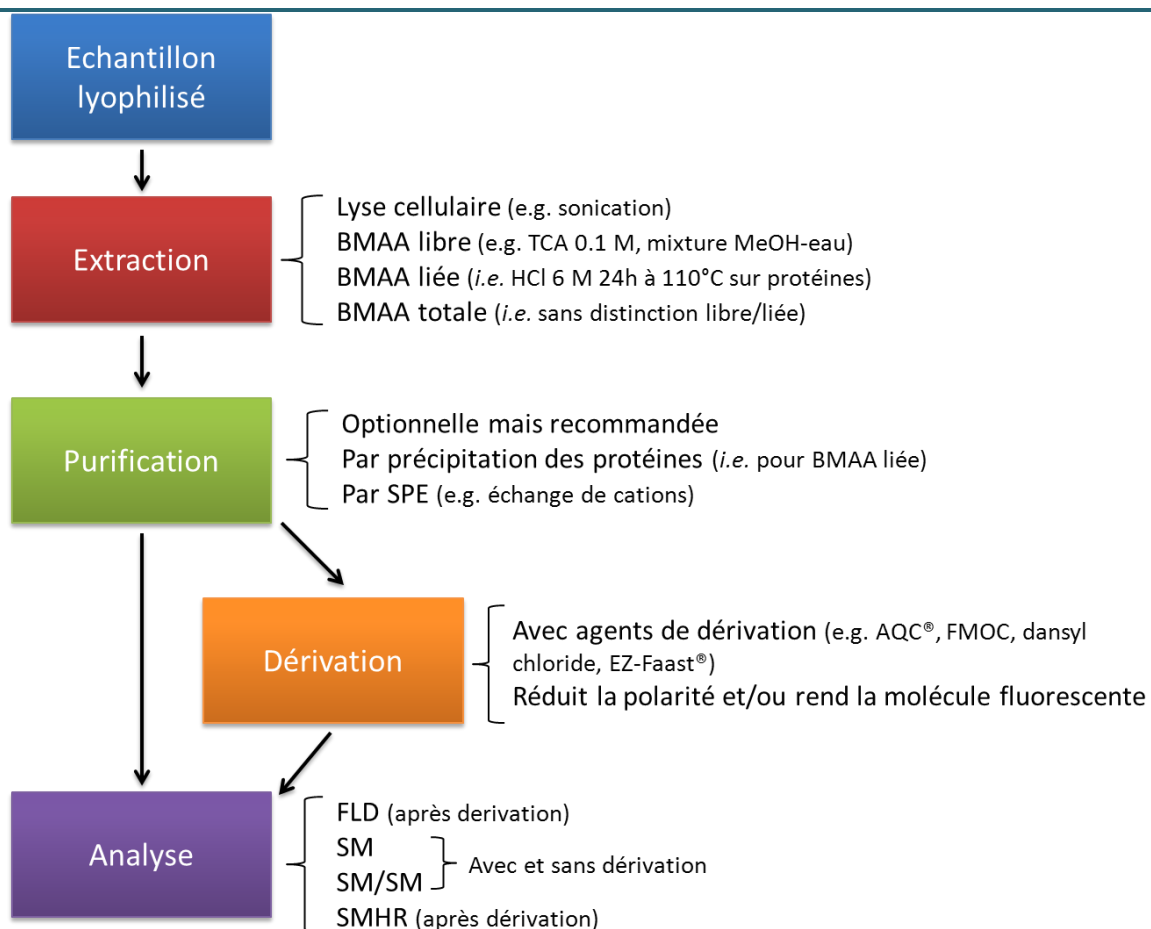 Echantillon
lyophilisé
Extraction
Lyse cellulaire (e.g. sonication)
BMAA libre (e.g. TCA 0.1 M, mixture MeOH-eau)
BMAA liée (i.e. HCl 6 M 24h à 110°C sur protéines)
BMAA totale (i.e. sans distinction libre/liée)
Purification
Optionnelle mais recommandée
Par précipitation des protéines (i.e. pour BMAA liée)
Par SPE (e.g. échange de cations)
Dérivation
Avec agents de dérivation (e.g. AQC®, FMOC, dansyl
chloride, EZ-Faast®)
Réduit la polarité et/ou rend la molécule fluorescente
Analyse
FLD (après derivation)
SM
SM/SM
Avec et sans dérivation
SMHR (après dérivation)